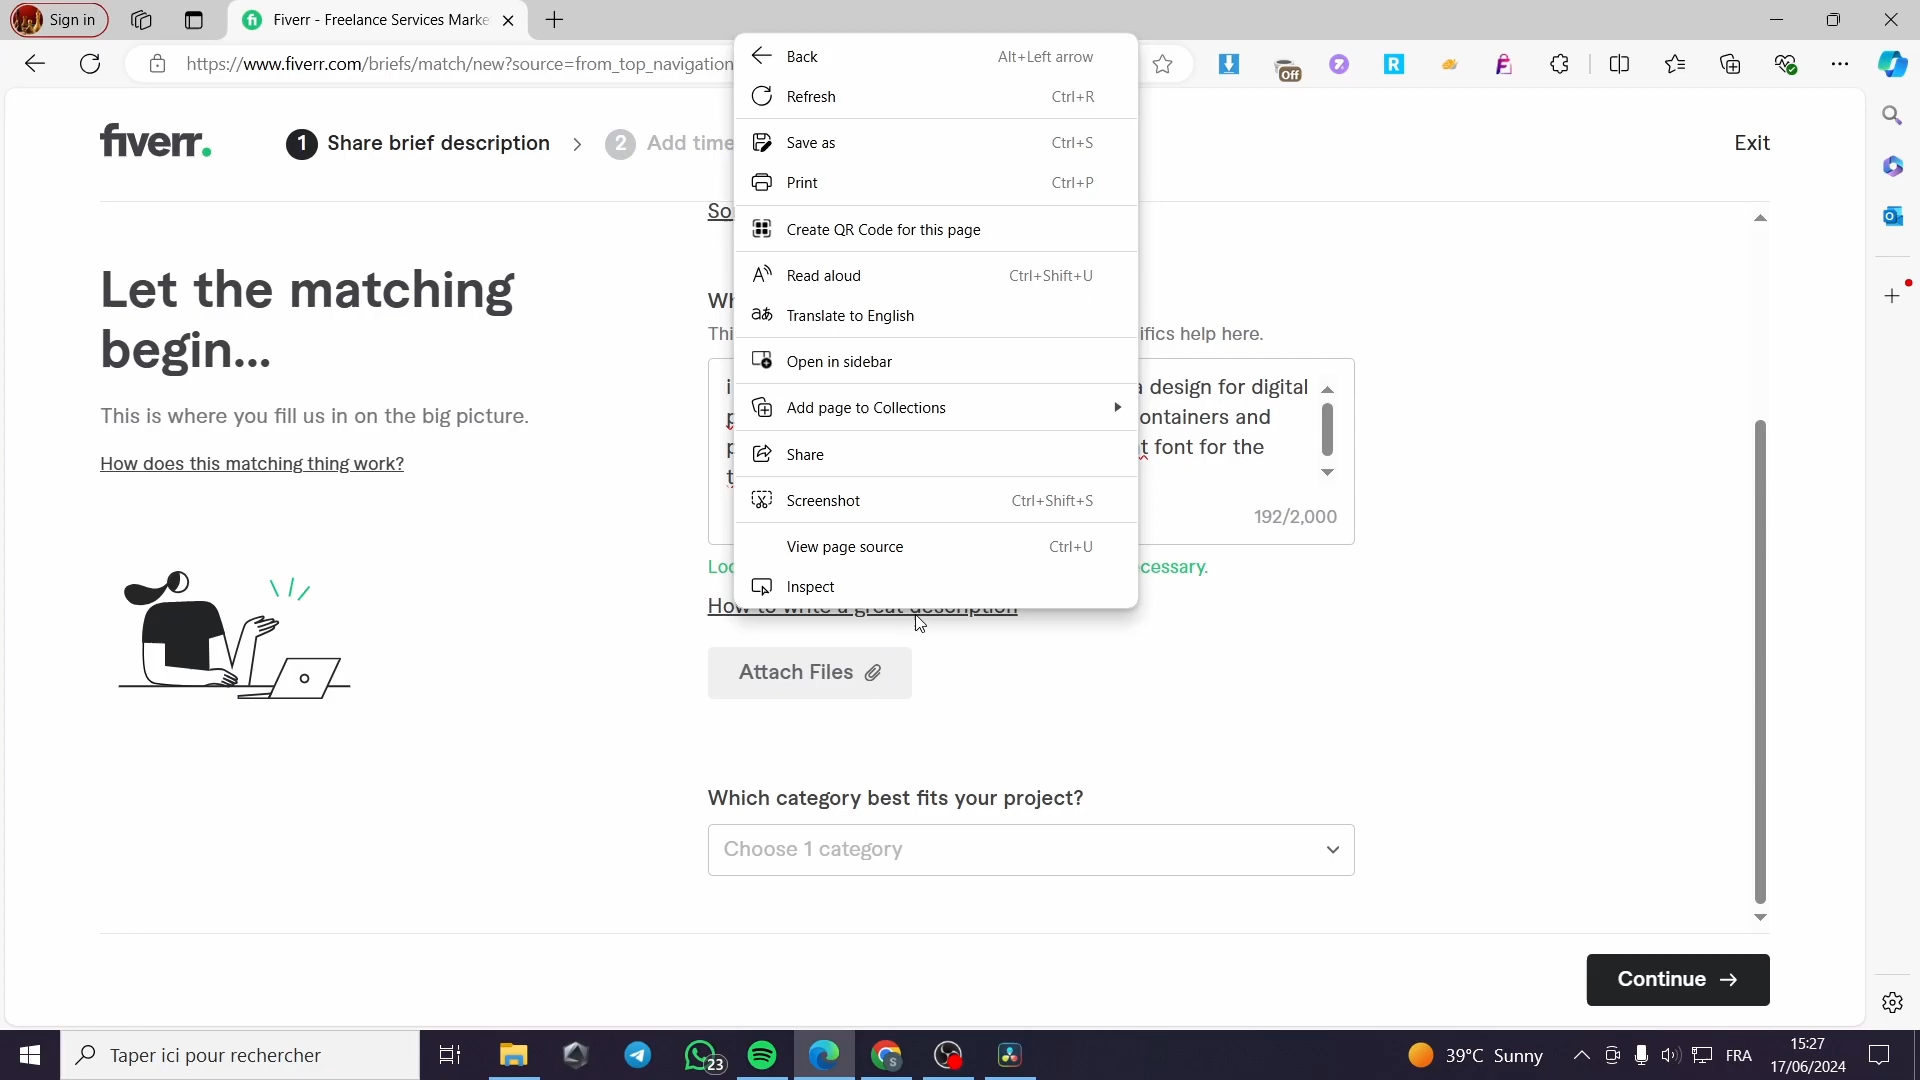 Sign in
Fiverr - Freelance Services Marke
https://www.fiverr.com/briefs/match/new?source=from_top_navigation
Off
R
Back Alt+Left arrow
Refresh Ctrl+R
Save as Ctrl+S
Print Ctrl+P
Create QR Code for this page
Read aloud Ctrl+Shift+U
Translate to English
Open in sidebar
Add page to Collections
Share
Screenshot Ctrl+Shift+S
View page source Ctrl+U
Inspect
fiverr.
1 Share brief description
2 Add time
Exit
Let the matching
begin...
This is where you fill us in on the big picture.
How does this matching thing work?
ifics help here.
design for digital
ontainers and
t font for the
192/2,000
cessary.
How to write a great description
Attach Files
Which category best fits your project?
Choose 1 category
Continue
Taper ici pour rechercher
23
39°C Sunny
FRA
15:27
17/06/2024